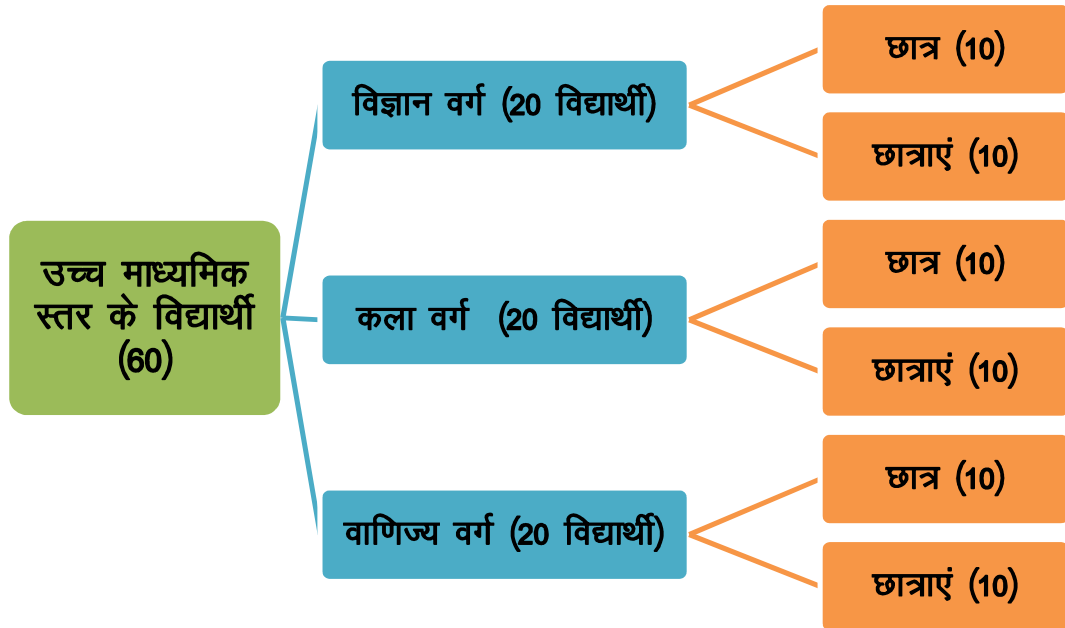 उच्च माध्यमिक
स्तर के विद्यार्थी
(60)
विज्ञान वर्ग (20 विद्यार्थी)
छात्र (10)
छात्राएं (10)
कला वर्ग (20 विद्यार्थी)
छात्र (10)
छात्राएं (10)
वाणिज्य वर्ग (20 विद्यार्थी)
छात्र (10)
छात्राएं (10)